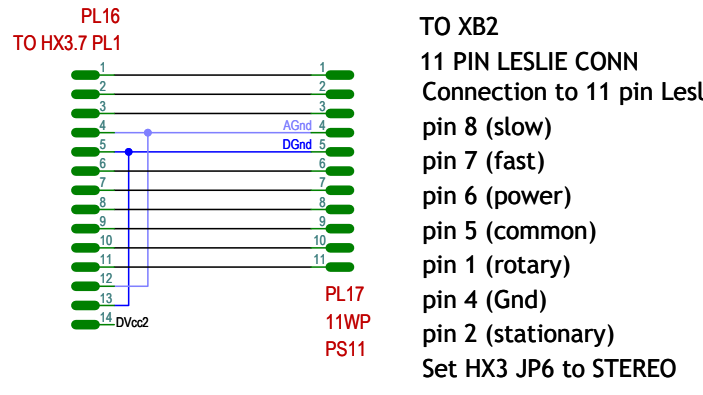 PL16
TO HX3.7 PL1
1 1
2 2
3 3
4 AGnd 4
5 DGnd 5
6 6
7 7
8 8
9 9
10 10
11 11
12
13
14 DVcc2
PL17
11WP
PS11
TO XB2
11 PIN LESLIE CONN
Connection to 11 pin Lesl
pin 8 (slow)
pin 7 (fast)
pin 6 (power)
pin 5 (common)
pin 1 (rotary)
pin 4 (Gnd)
pin 2 (stationary)
Set HX3 JP6 to STEREO